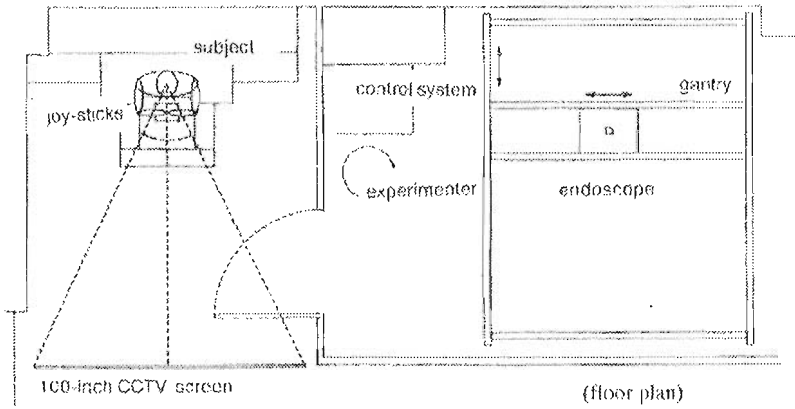 subject
joy-sticks
control system
gantry
experimenter
endoscope
100-inch CCTV screen
(floor plan)